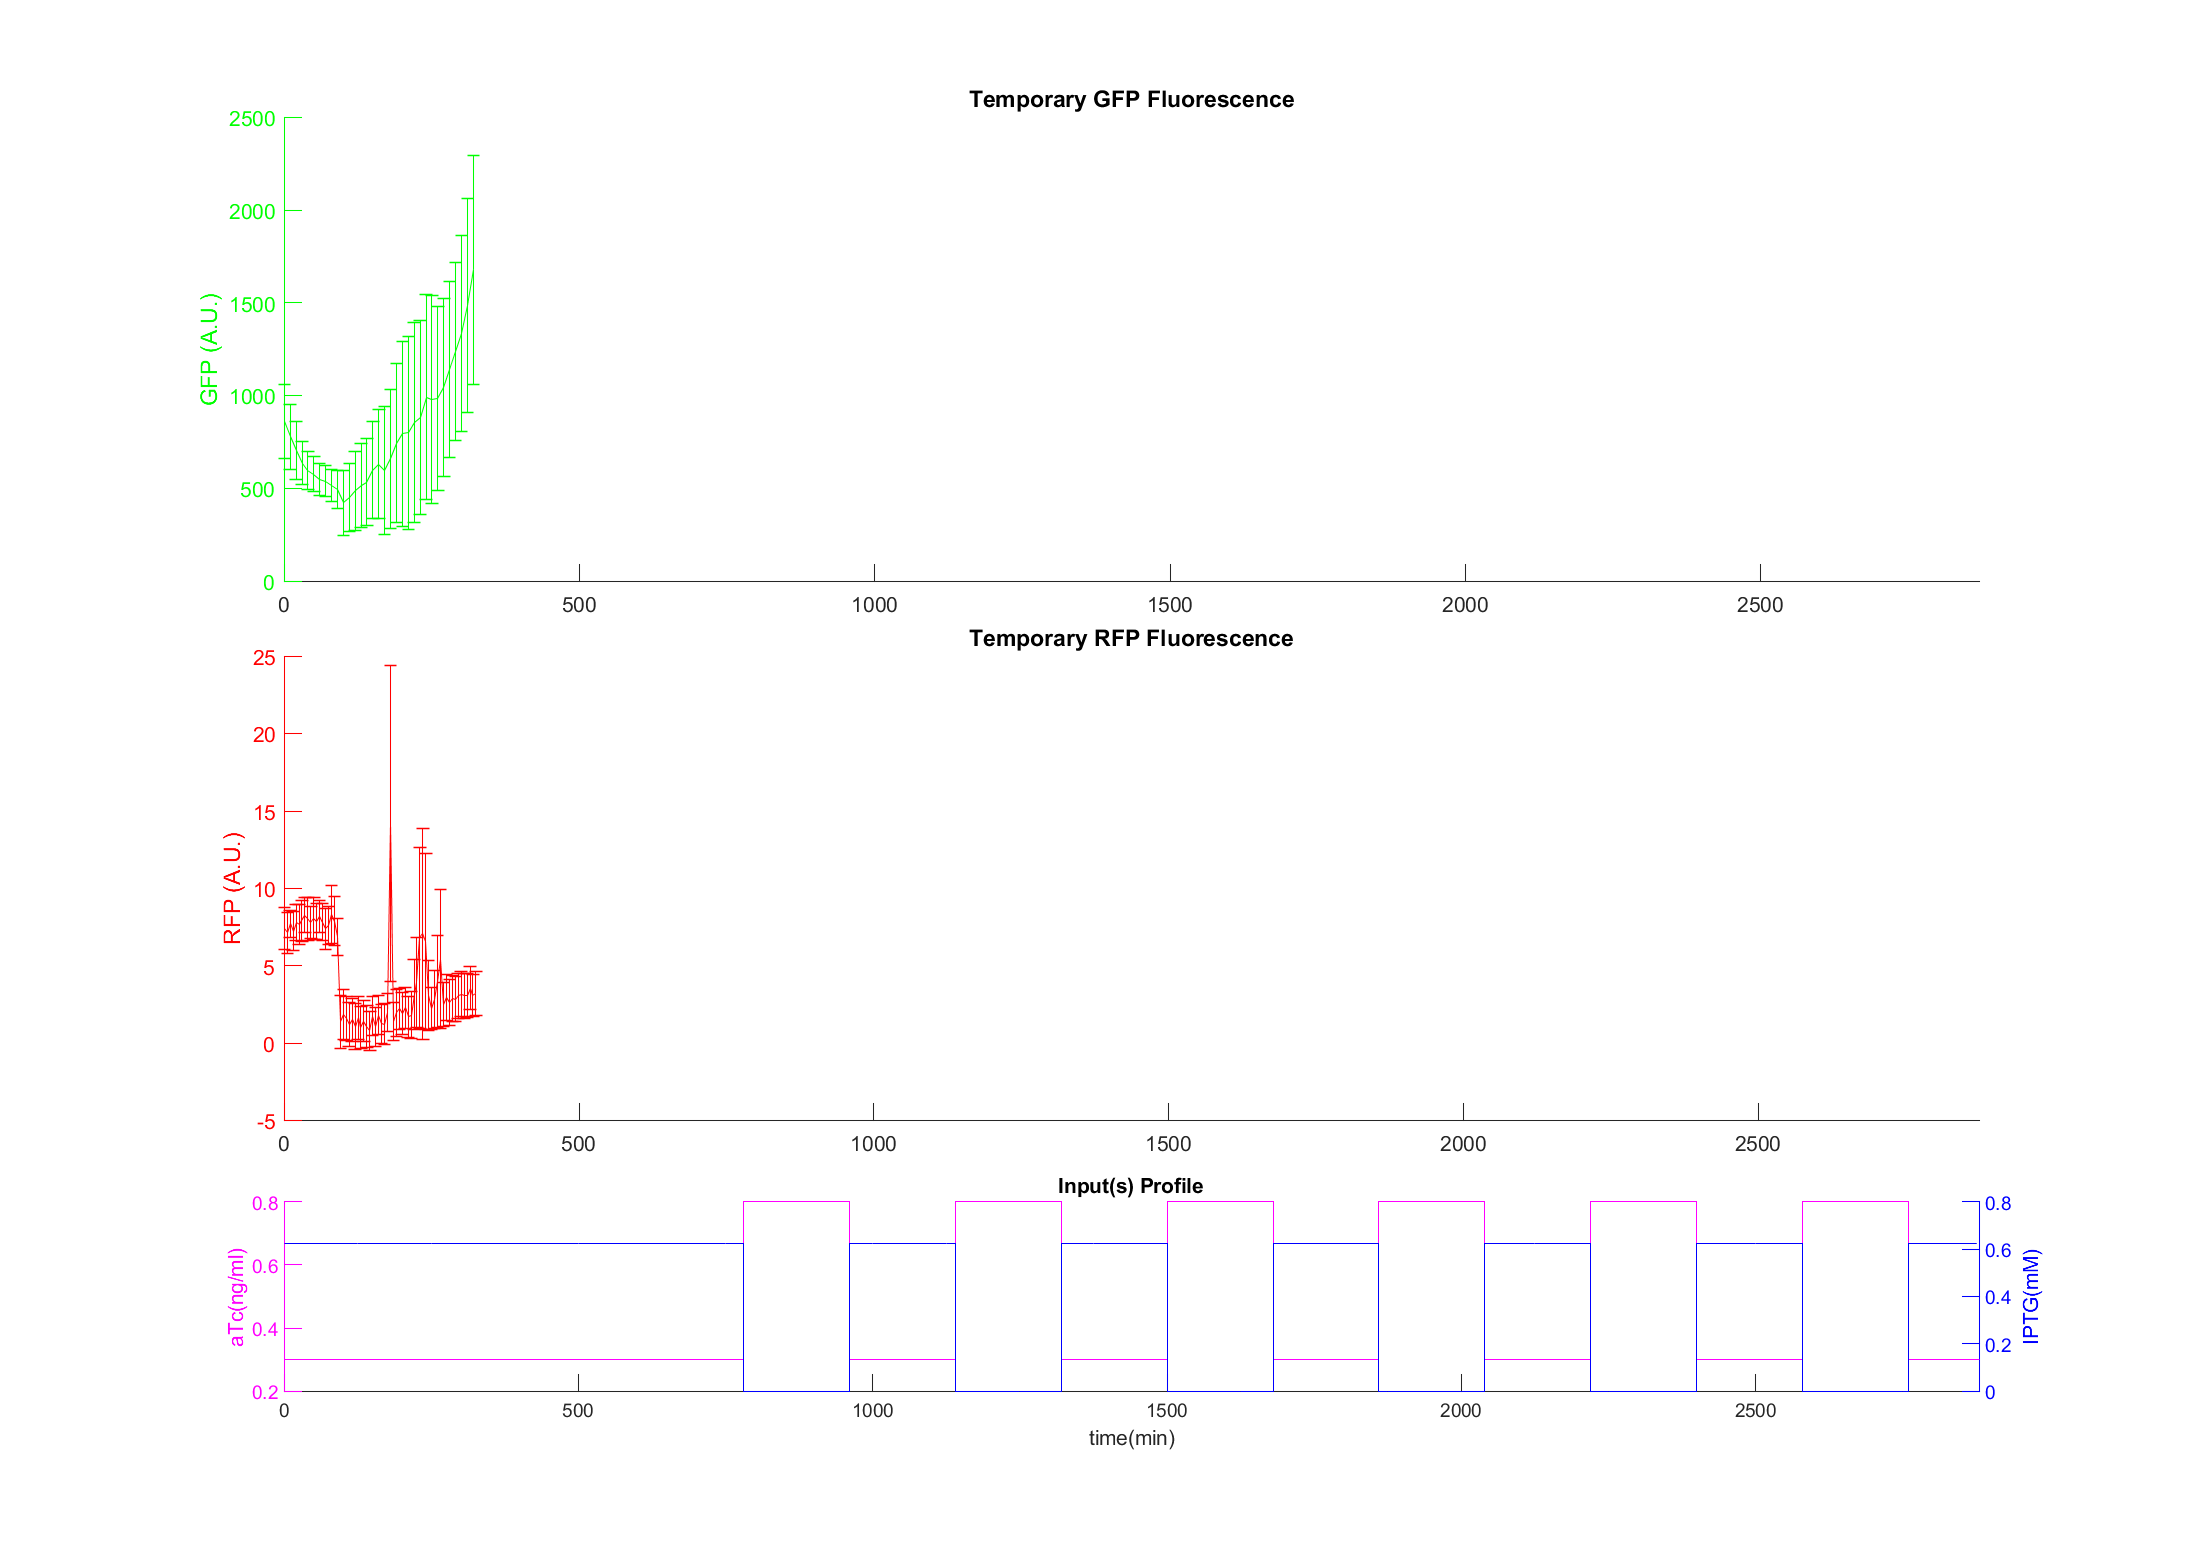 Temporary GFP Fluorescence
2500
2000
1500
1000
500
0
GFP (A.U.)
0 500 1000 1500 2000 2500
Temporary RFP Fluorescence
25
20
15
10
5
0
-5
RFP (A.U.)
0 500 1000 1500 2000 2500
Input(s) Profile
0.8
0.6
0.4
0.2
aTc(ng/ml)
0.8
0.6
0.4
0.2
0
IPTG(mM)
0 500 1000 1500 2000 2500
time(min)